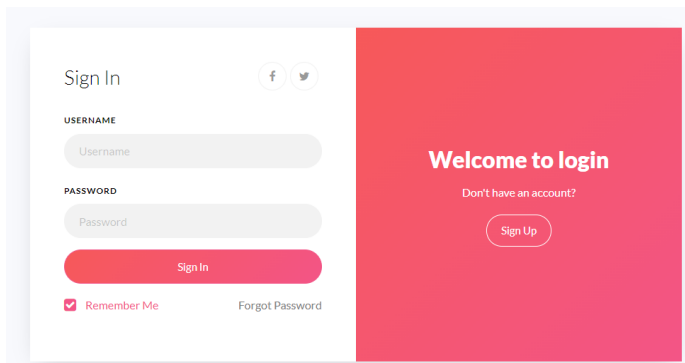 Sign In
USERNAME
Username
PASSWORD
Password
Sign In
Remember Me
Forgot Password
Welcome to login
Don't have an account?
Sign Up